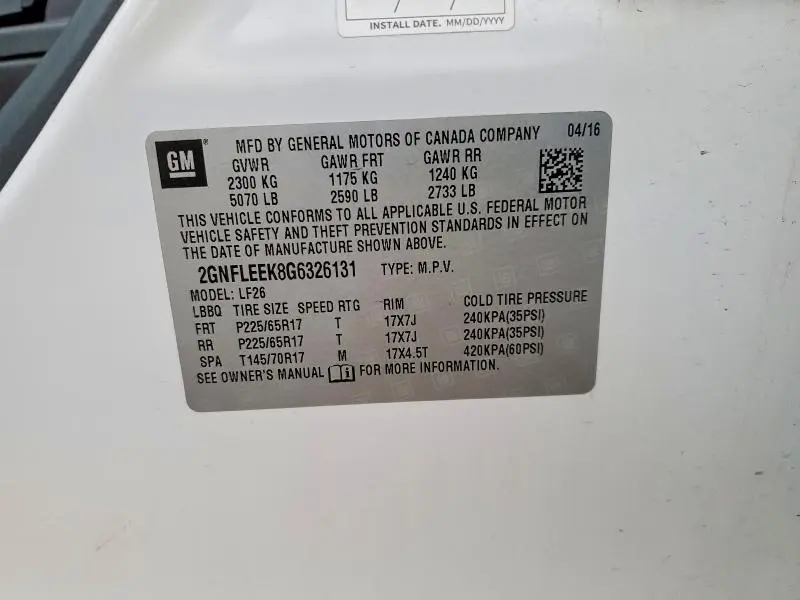 INSTALL DATE. MM/DD/YYYY
GM ® MFD BY GENERAL MOTORS OF CANADA COMPANY 04/16
GVWR GAWR FRT GAWR RR
2300 KG 1175 KG 1240 KG
5070 LB 2590 LB 2733 LB
THIS VEHICLE CONFORMS TO ALL APPLICABLE U.S. FEDERAL MOTOR
VEHICLE SAFETY AND THEFT PREVENTION STANDARDS IN EFFECT ON
THE DATE OF MANUFACTURE SHOWN ABOVE.
2GNFLEEK8G6326131 TYPE: M.P.V.
MODEL: LF26
LBBQ TIRE SIZE SPEED RTG RIM COLD TIRE PRESSURE
FRT P225/65R17 T 17X7J 240KPA(35PSI)
RR P225/65R17 T 17X7J 240KPA(35PSI)
SPA T145/70R17 M 17X4.5T 420KPA(60PSI)
SEE OWNER'S MANUAL FOR MORE INFORMATION.